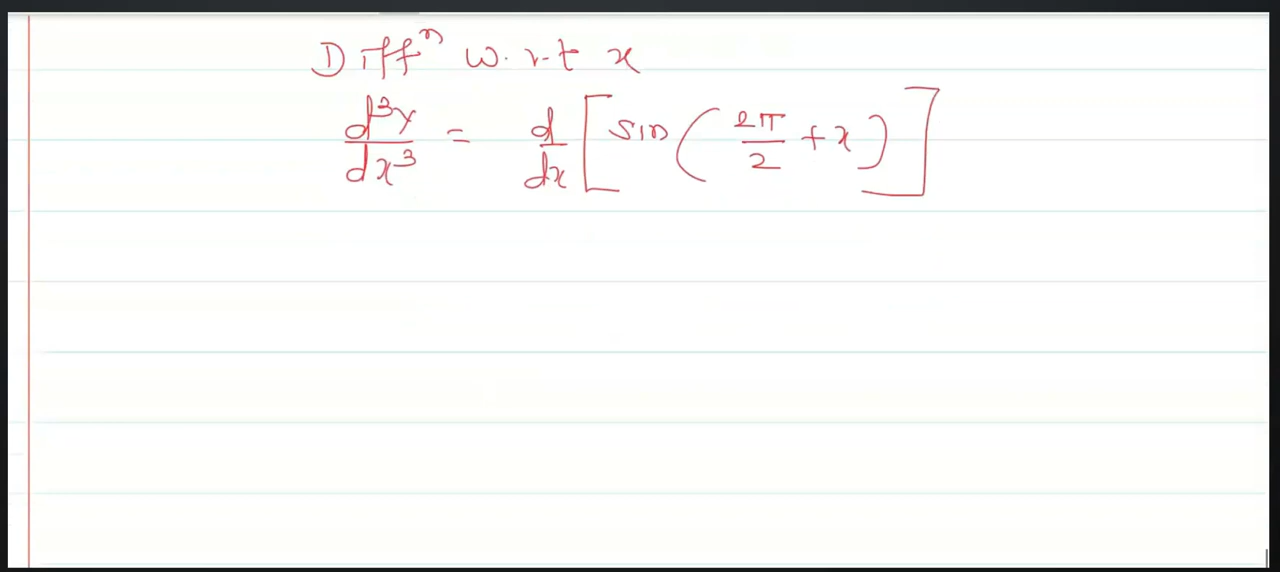 Diffⁿ w.r.t x
d³y/dx³ = d/dx [sin(2π/2 + x)]